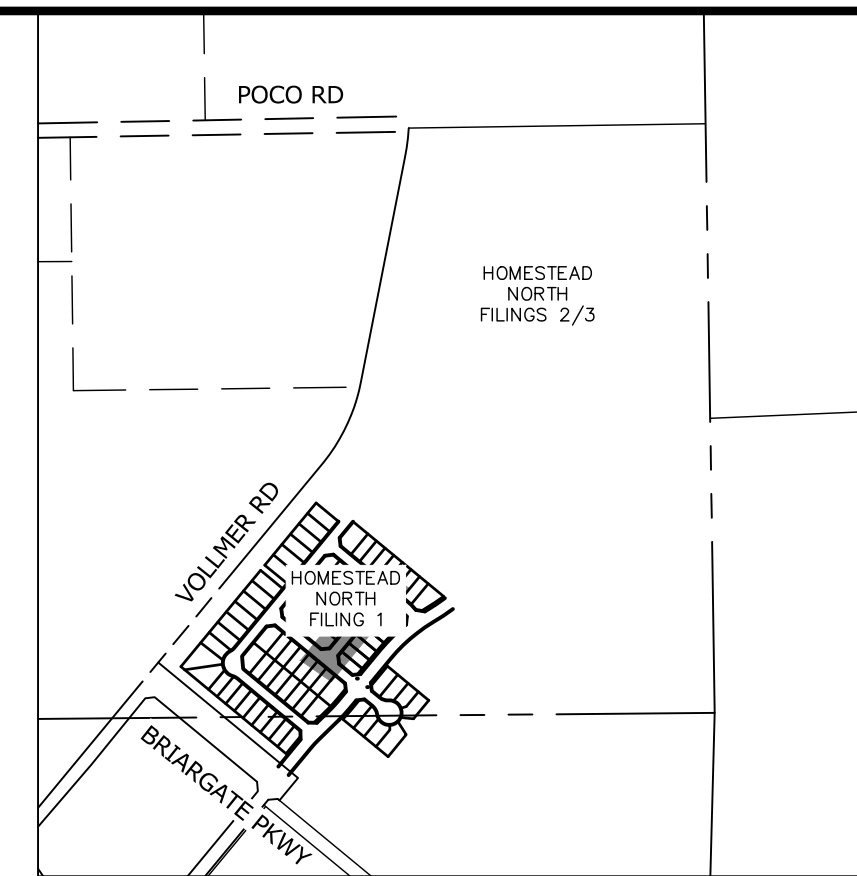 POCO RD
HOMESTEAD
NORTH
FILINGS 2/3
VOLLMER RD
HOMESTEAD
NORTH
FILING 1
BRIARGATE PKWY